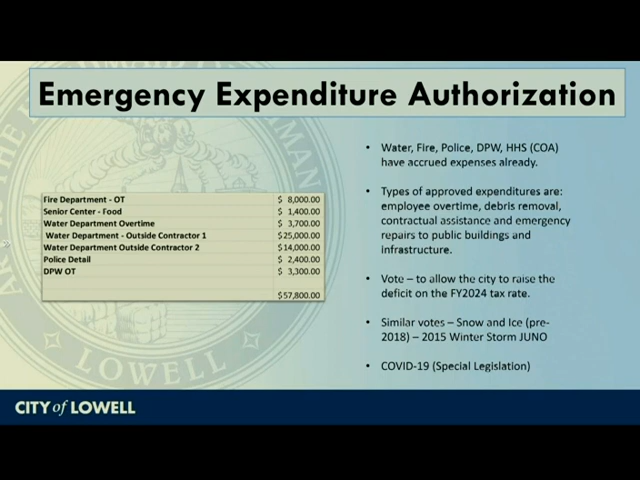 Emergency Expenditure Authorization
Fire Department - OT $ 8,000.00
Senior Center - Food $ 1,400.00
Water Department Overtime $ 3,700.00
Water Department - Outside Contractor 1 $25,000.00
Water Department Outside Contractor 2 $14,000.00
Police Detail $ 2,400.00
DPW OT $ 3,300.00
$57,800.00
• Water, Fire, Police, DPW, HHS (COA)
have accrued expenses already.
• Types of approved expenditures are:
employee overtime, debris removal,
contractual assistance and emergency
repairs to public buildings and
infrastructure.
• Vote – to allow the city to raise the
deficit on the FY2024 tax rate.
• Similar votes – Snow and Ice (pre-
2018) – 2015 Winter Storm JUNO
• COVID-19 (Special Legislation)
LOWELL
CITY of LOWELL